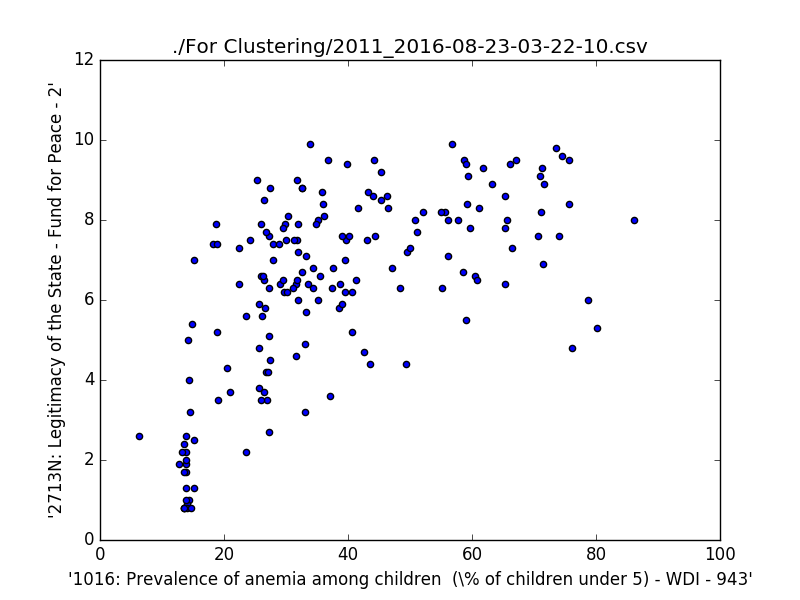 ./For Clustering/2011_2016-08-23-03-22-10.csv
'2713N: Legitimacy of the State - Fund for Peace - 2'
12
10
8
6
4
2
0
0 20 40 60 80 100
'1016: Prevalence of anemia among children  (\% of children under 5) - WDI - 943'